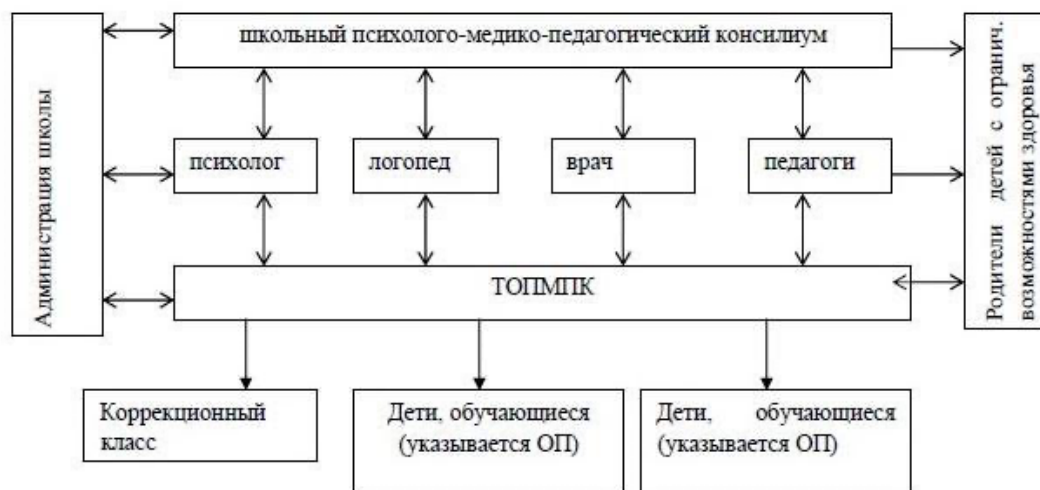 Администрация школы
школьный психолого-медико-педагогический консилиум
Родители детей с огранич.
возможностями здоровья
психолог
логопед
врач
педагоги
ТОПМПК
Коррекционный
класс
Дети, обучающиеся
(указывается ОП)
Дети, обучающиеся
(указывается ОП)